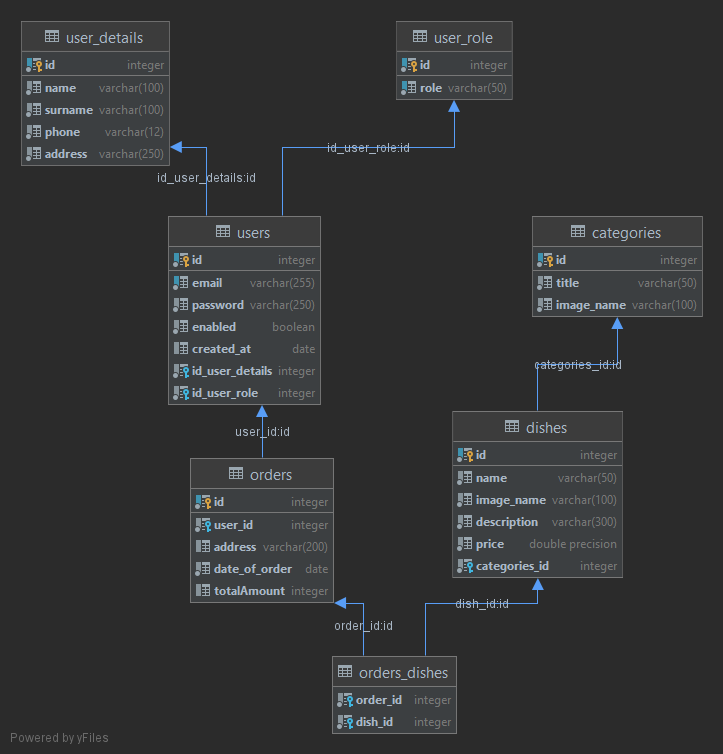 user_details
id integer
name varchar(100)
surname varchar(100)
phone varchar(12)
address varchar(250)
user_role
id integer
role varchar(50)
id_user_role:id
id_user_details:id
users
id integer
email varchar(255)
password varchar(250)
enabled boolean
created_at date
id_user_details integer
id_user_role integer
categories
id integer
title varchar(50)
image_name varchar(100)
categories_id:id
user_id:id
dishes
id integer
name varchar(50)
image_name varchar(100)
description varchar(300)
price double precision
categories_id integer
orders
id integer
user_id integer
address varchar(200)
date_of_order date
totalAmount integer
dish_id:id
order_id:id
orders_dishes
order_id integer
dish_id integer
Powered by yFiles